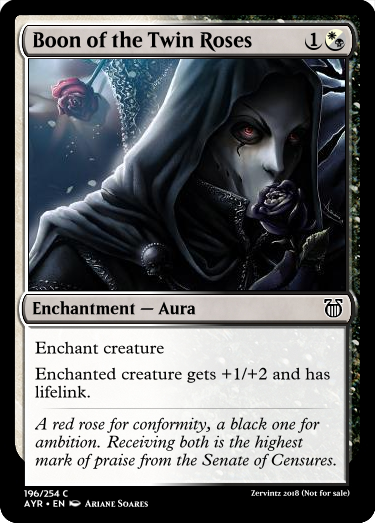 Boon of the Twin Roses 1
Enchantment — Aura
Enchant creature
Enchanted creature gets +1/+2 and has
lifelink.
A red rose for conformity, a black one for
ambition. Receiving both is the highest
mark of praise from the Senate of Censures.
196/254 C
AYR • EN Ariane Soares
Zervintz 2018 (Not for sale)